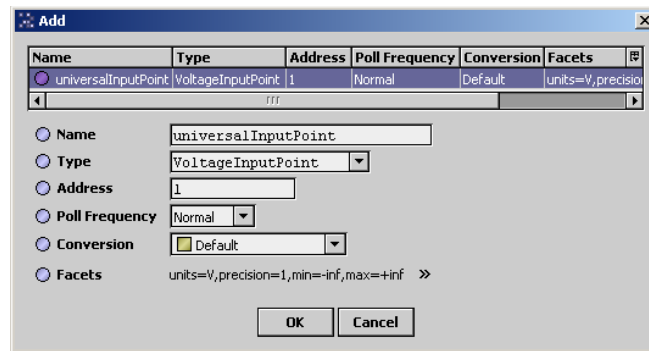 Add
Name Type Address Poll Frequency Conversion Facets
universalInputPoint VoltageInputPoint 1 Normal Default units=V,precision
Name universalInputPoint
Type VoltageInputPoint
Address 1
Poll Frequency Normal
Conversion Default
Facets units=V,precision=1,min=-inf,max=+inf »
OK Cancel